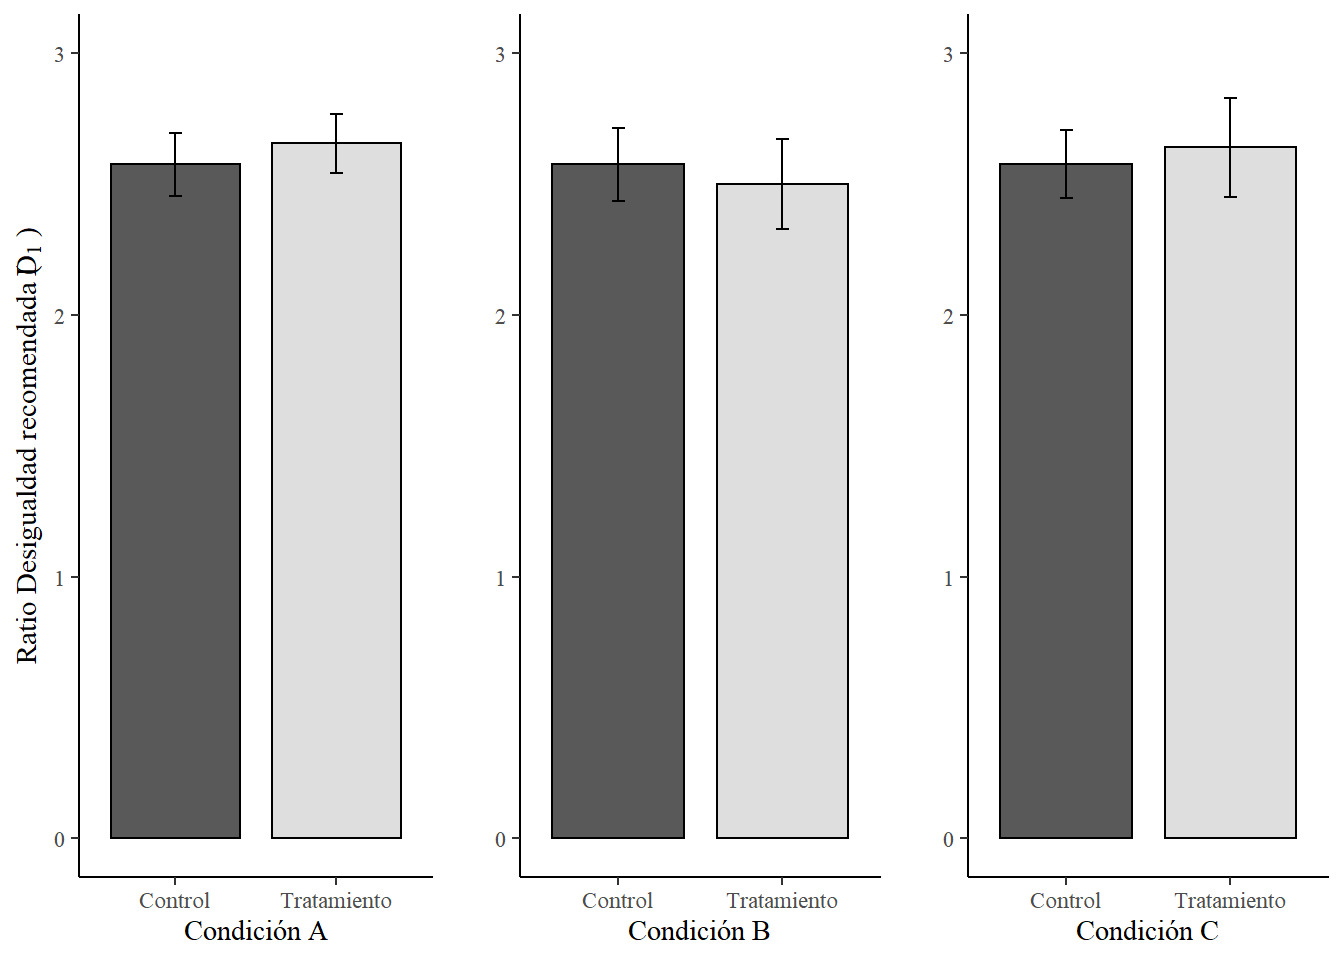 Ratio Desigualdad recomendada (D1 )
3
2
1
0
Control Tratamiento
Condición A
3
2
1
0
Control Tratamiento
Condición B
3
2
1
0
Control Tratamiento
Condición C